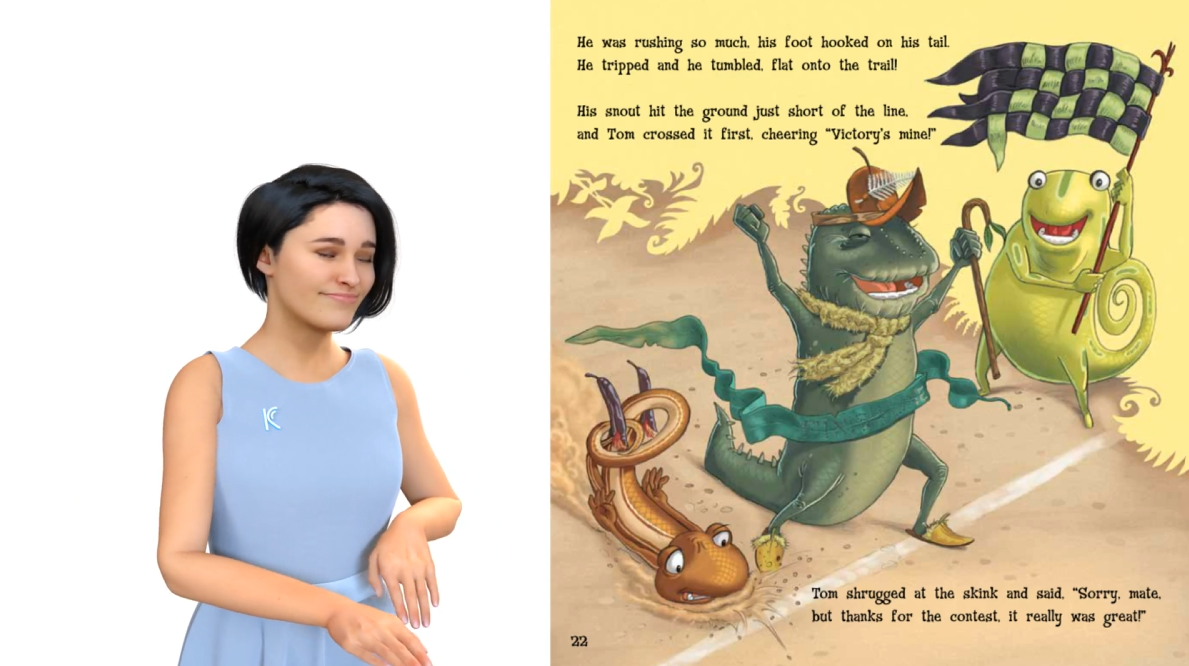 He was rushing so much, his foot hooked on his tail.
He tripped and he tumbled, flat onto the trail!
His snout hit the ground just short of the line,
and Tom crossed it first, cheering “Victory's mine!”
Tom shrugged at the skink and said, “Sorry, mate,
but thanks for the contest, it really was great!”
22